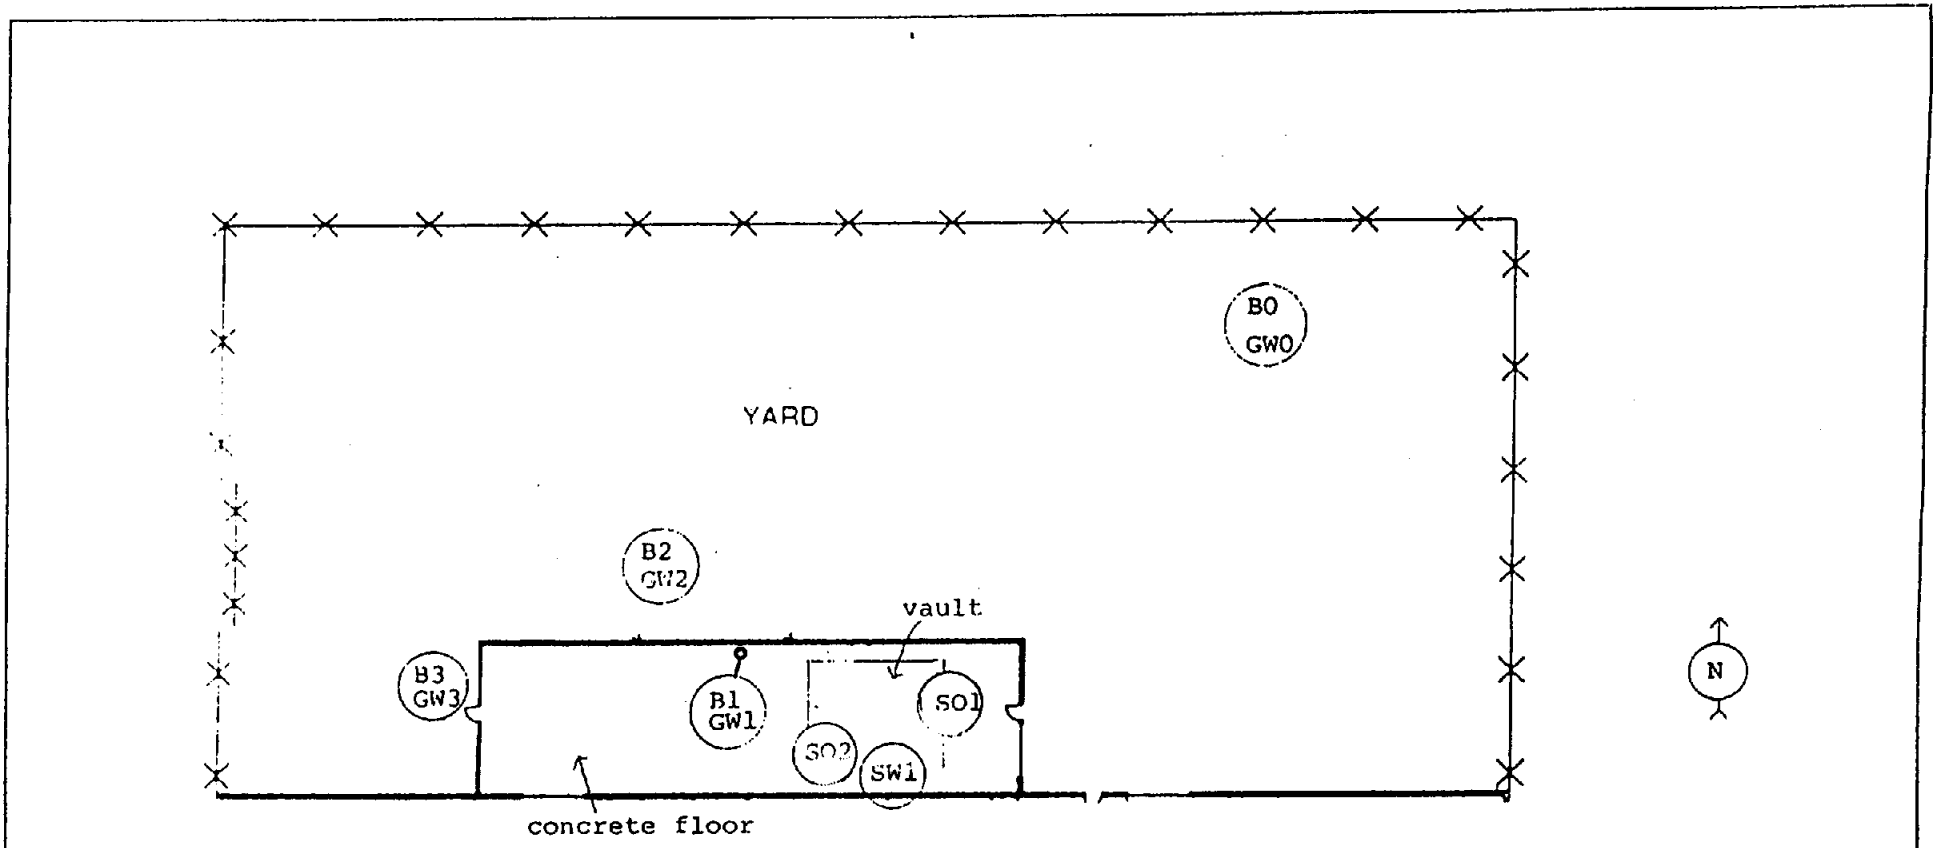 B0
GW0
YARD
B2
GW2
vault
B3
GW3
B1
GW1
SO1
SO2
SW1
N
concrete floor